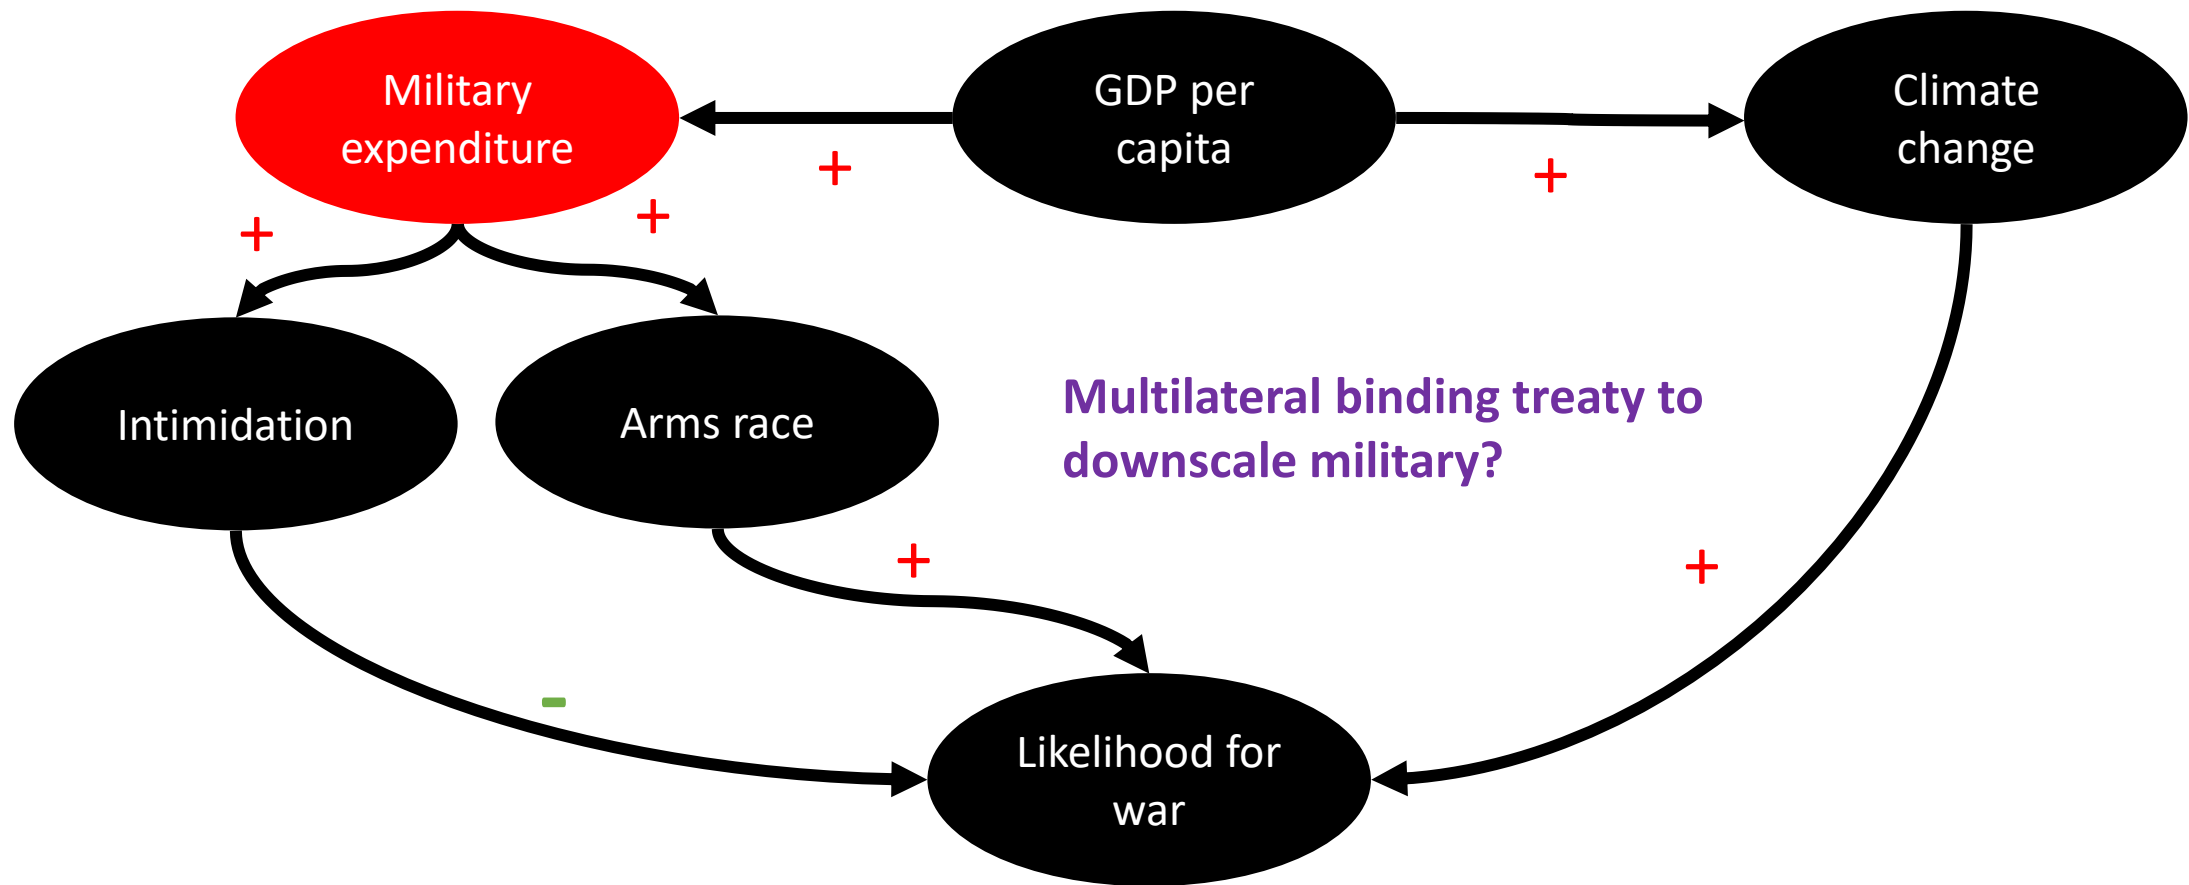 Military
expenditure
GDP per
capita
Climate
change
+
+
+
+
Intimidation
Arms race
Multilateral binding treaty to
downscale military?
+
+
-
Likelihood for
war